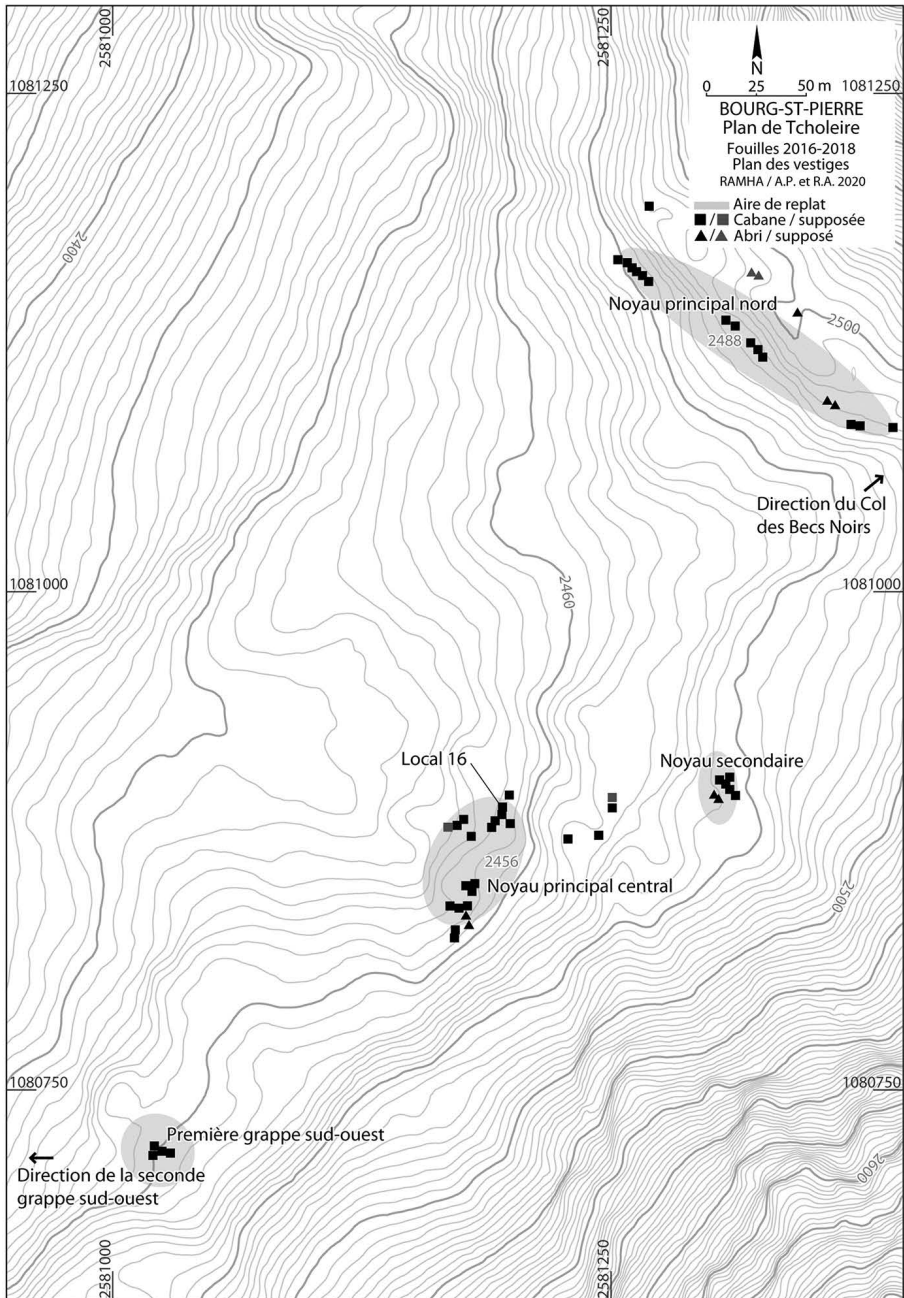 2581000
2581250
1081250
1081250
N
0 25 50 m
BOURG-ST-PIERRE
Plan de Tcholeire
Fouilles 2016-2018
Plan des vestiges
RAMHA / A.P. et R.A. 2020
Aire de replat
/ Cabane / supposée
/ Abri / supposé
2400
Noyau principal nord
2500
2488
Direction du Col
des Becs Noirs
1081000
1081000
2460
Local 16
Noyau secondaire
2456
Noyau principal central
2500
1080750
1080750
Première grappe sud-ouest
Direction de la seconde
grappe sud-ouest
2600
2581000
2581250